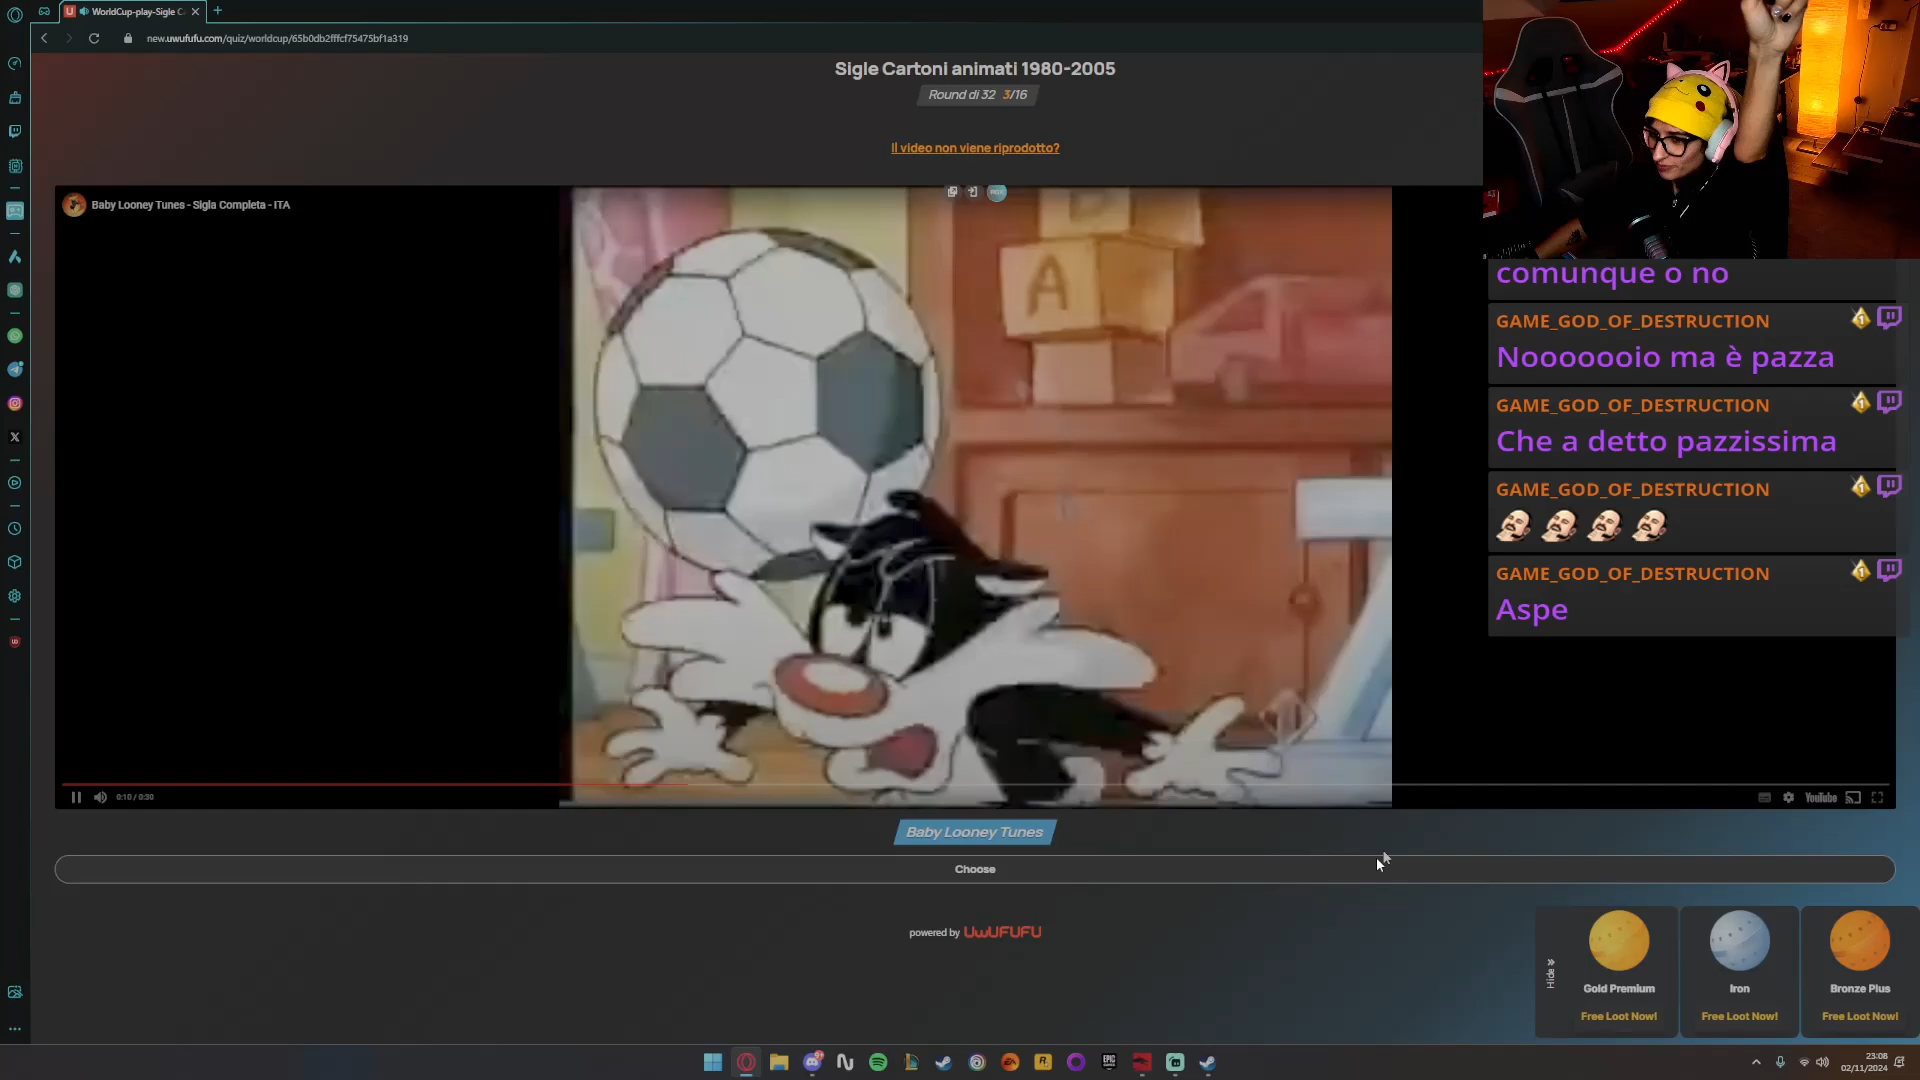 WorldCup-play-Sigle C
new.uwufufu.com/quiz/worldcup/65b0db2fffcf75475bf1a319
Sigle Cartoni animati 1980-2005
Round di 32 3/16
Il video non viene riprodotto?
Baby Looney Tunes - Sigla Completa - ITA
A
comunque o no
GAME_GOD_OF_DESTRUCTION
Nooooooio ma è pazza
GAME_GOD_OF_DESTRUCTION
Che a detto pazzissima
GAME_GOD_OF_DESTRUCTION
GAME_GOD_OF_DESTRUCTION
Aspe
0:10 / 0:30
YouTube
Baby Looney Tunes
Choose
powered by UwUFUFU
Hide
Gold Premium
Free Loot Now!
Iron
Free Loot Now!
Bronze Plus
Free Loot Now!
23:08
02/11/2024